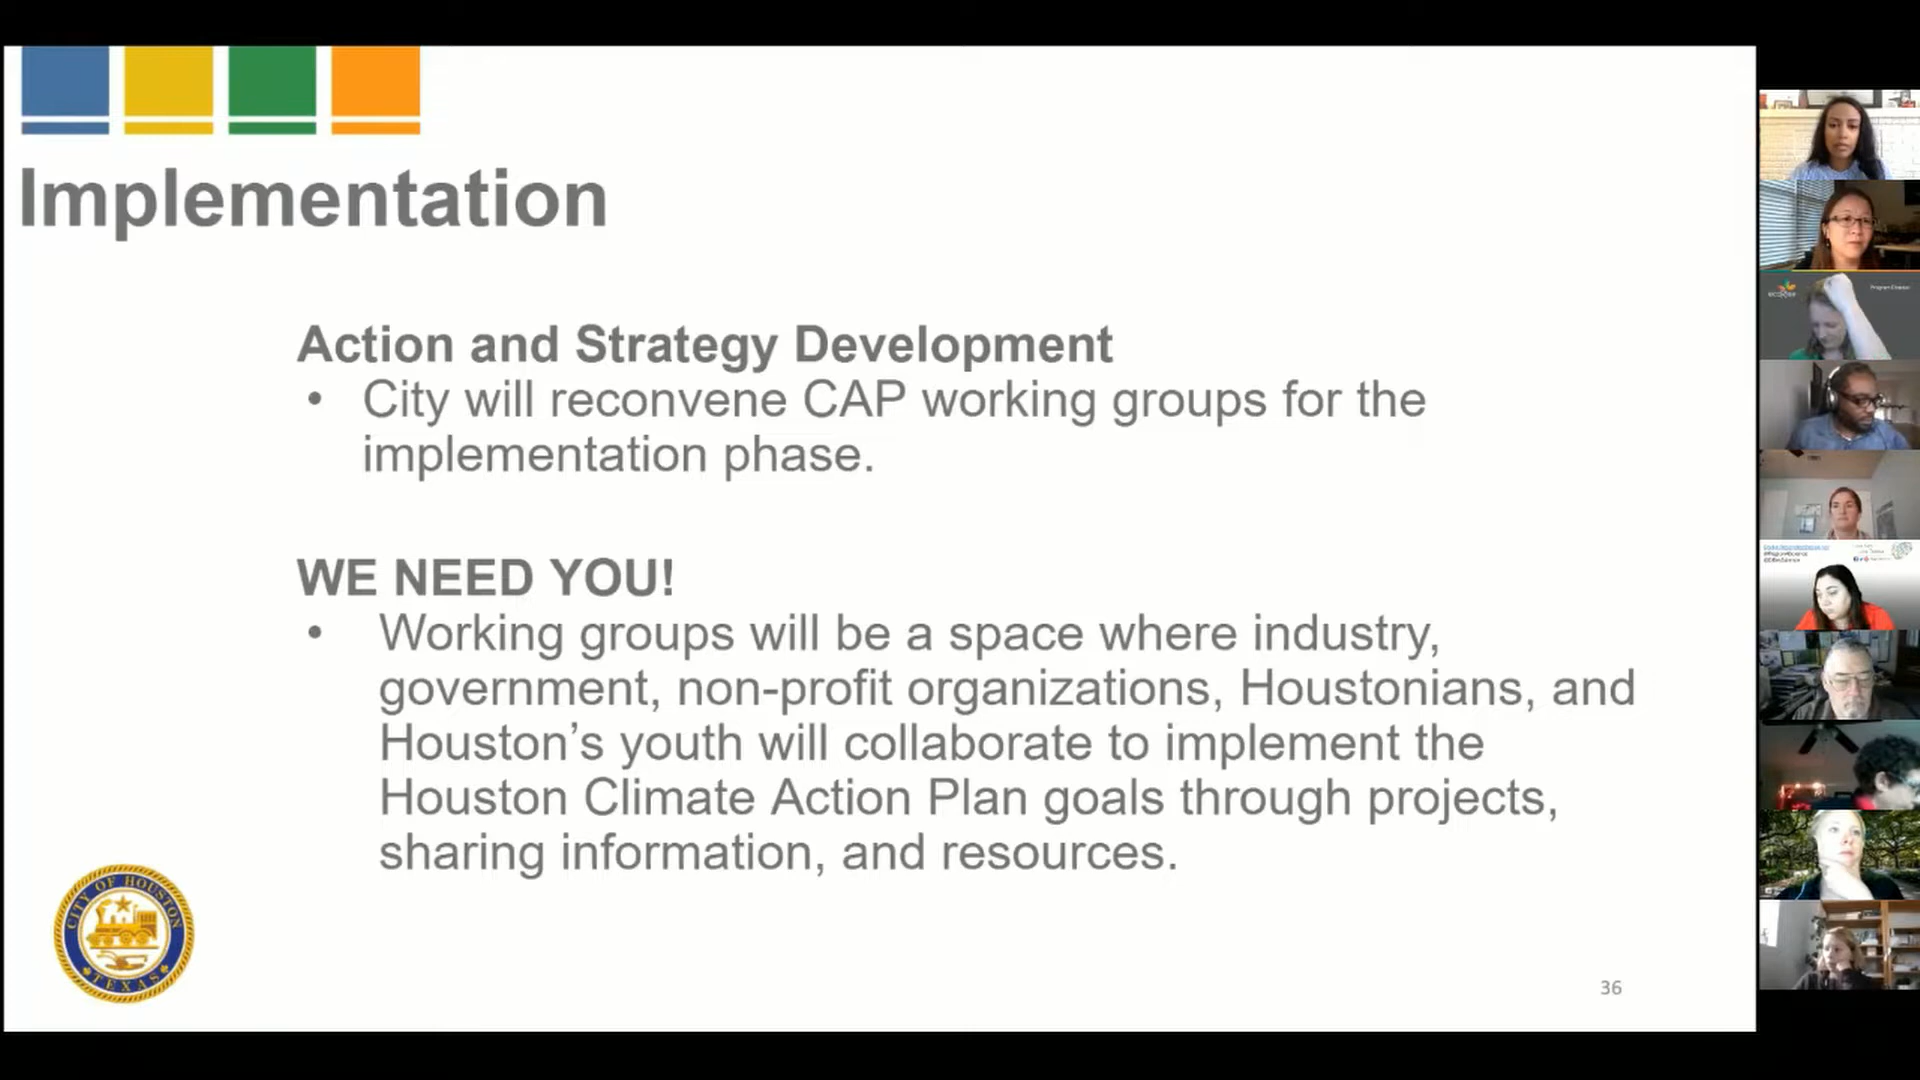 Implementation
Action and Strategy Development
• City will reconvene CAP working groups for the
implementation phase.
WE NEED YOU!
• Working groups will be a space where industry,
government, non-profit organizations, Houstonians, and
Houston’s youth will collaborate to implement the
Houston Climate Action Plan goals through projects,
sharing information, and resources.
CITY OF HOUSTON
TEXAS
36